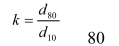 k = d₈₀ / d₁₀ 80